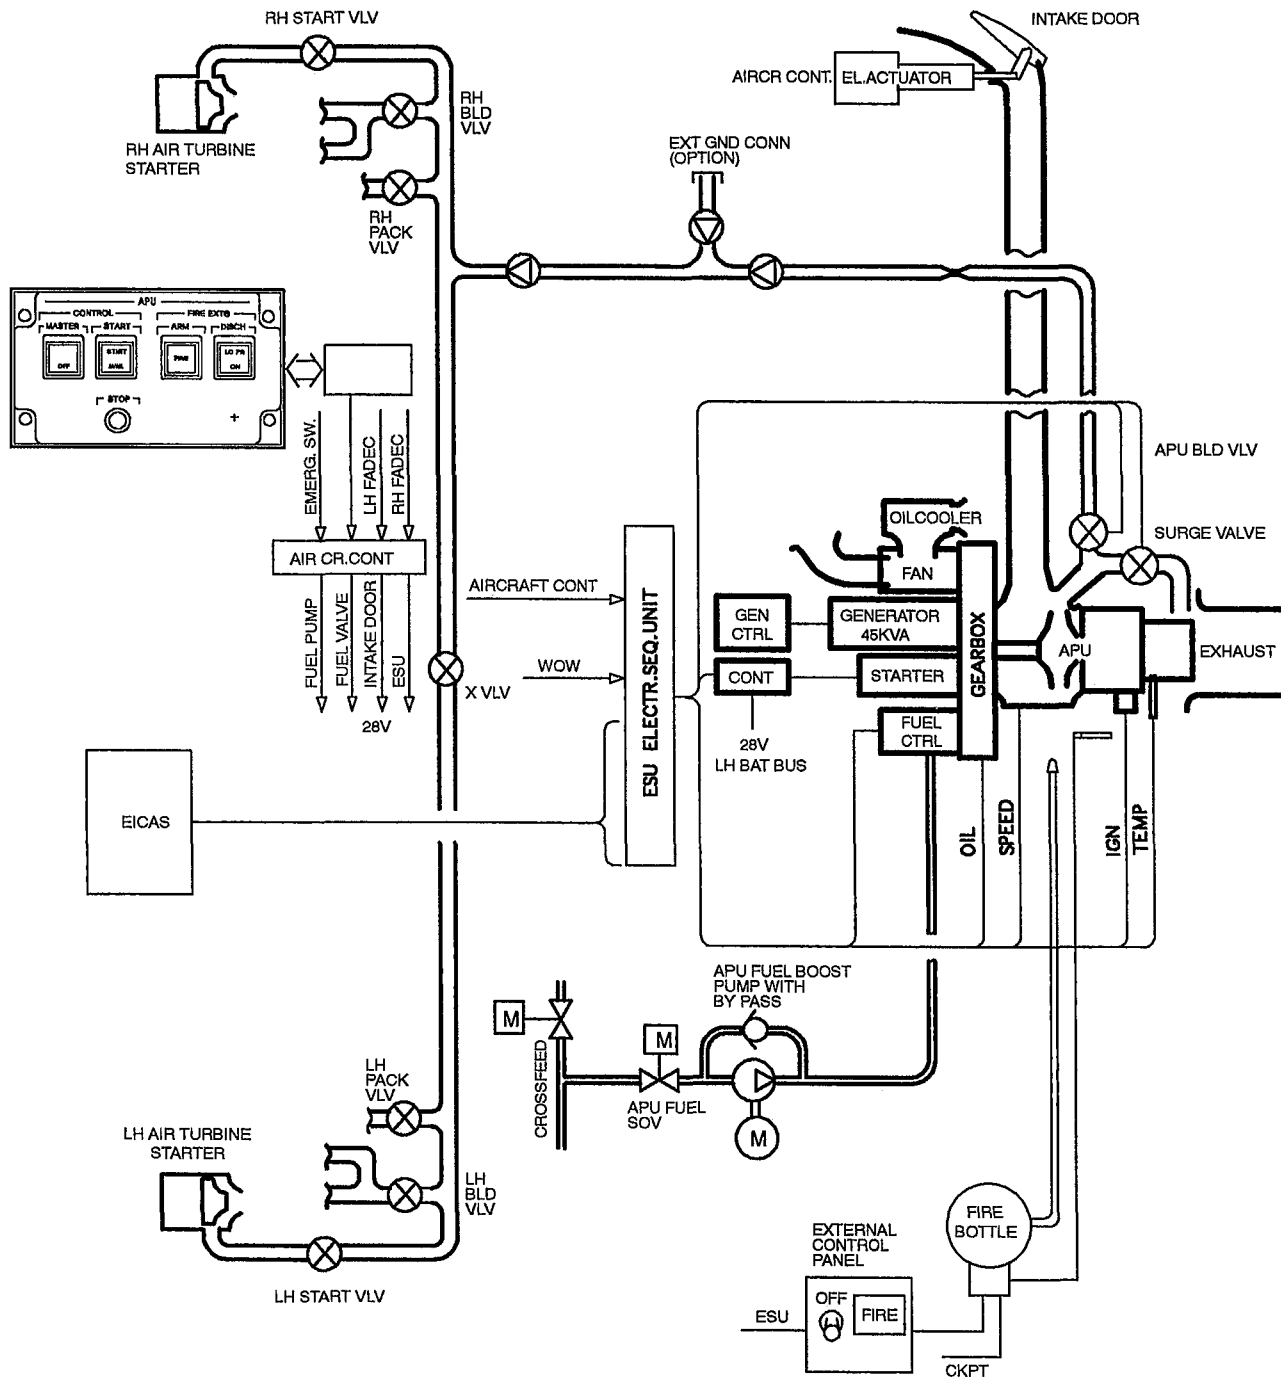 RH START VLV
INTAKE DOOR
AIRCR CONT.
EL.ACTUATOR
RH
BLD
VLV
RH AIR TURBINE
STARTER
EXT GND CONN
(OPTION)
RH
PACK
VLV
APU
CONTROL
FIRE EXTG
MASTER
START
ARM
DISCH
OFF
START
AVAIL
FIRE
LO PR
ON
STOP
+
EMERG. SW.
LH FADEC
RH FADEC
AIR CR.CONT
FUEL PUMP
FUEL VALVE
INTAKE DOOR
ESU
28V
X VLV
APU BLD VLV
SURGE VALVE
OILCOOLER
FAN
AIRCRAFT CONT
WOW
ESU ELECTR.SEQ.UNIT
GEN
CTRL
GENERATOR
45KVA
GEARBOX
APU
EXHAUST
CONT
STARTER
FUEL
CTRL
28V
LH BAT BUS
EICAS
OIL
SPEED
IGN
TEMP
APU FUEL BOOST
PUMP WITH
BY PASS
M
M
CROSSFEED
APU FUEL
SOV
M
LH
PACK
VLV
LH AIR TURBINE
STARTER
LH
BLD
VLV
LH START VLV
FIRE
BOTTLE
EXTERNAL
CONTROL
PANEL
ESU
OFF
FIRE
CKPT